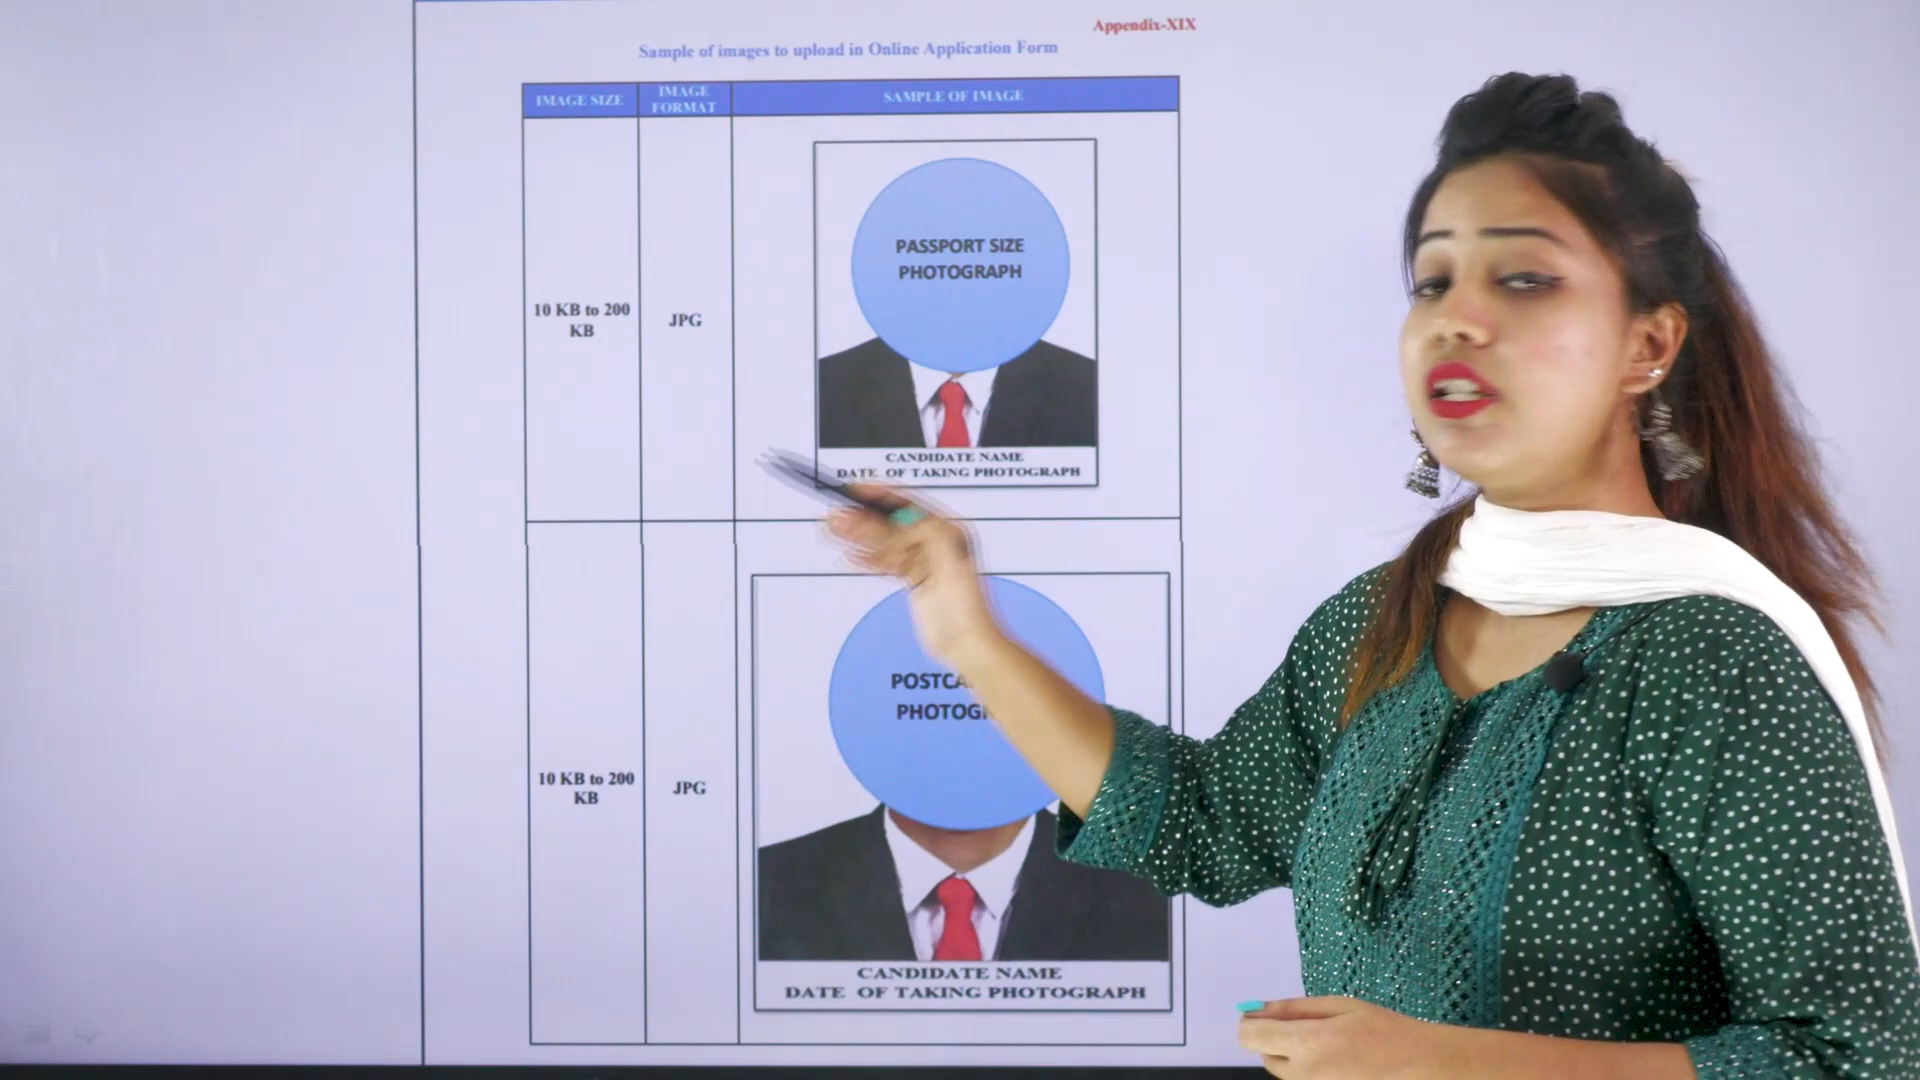 Appendix-XIX
Sample of images to upload in Online Application Form
IMAGE SIZE
IMAGE
FORMAT
SAMPLE OF IMAGE
10 KB to 200
KB
JPG
PASSPORT SIZE
PHOTOGRAPH
CANDIDATE NAME
DATE OF TAKING PHOTOGRAPH
10 KB to 200
KB
JPG
CANDIDATE NAME
DATE OF TAKING PHOTOGRAPH